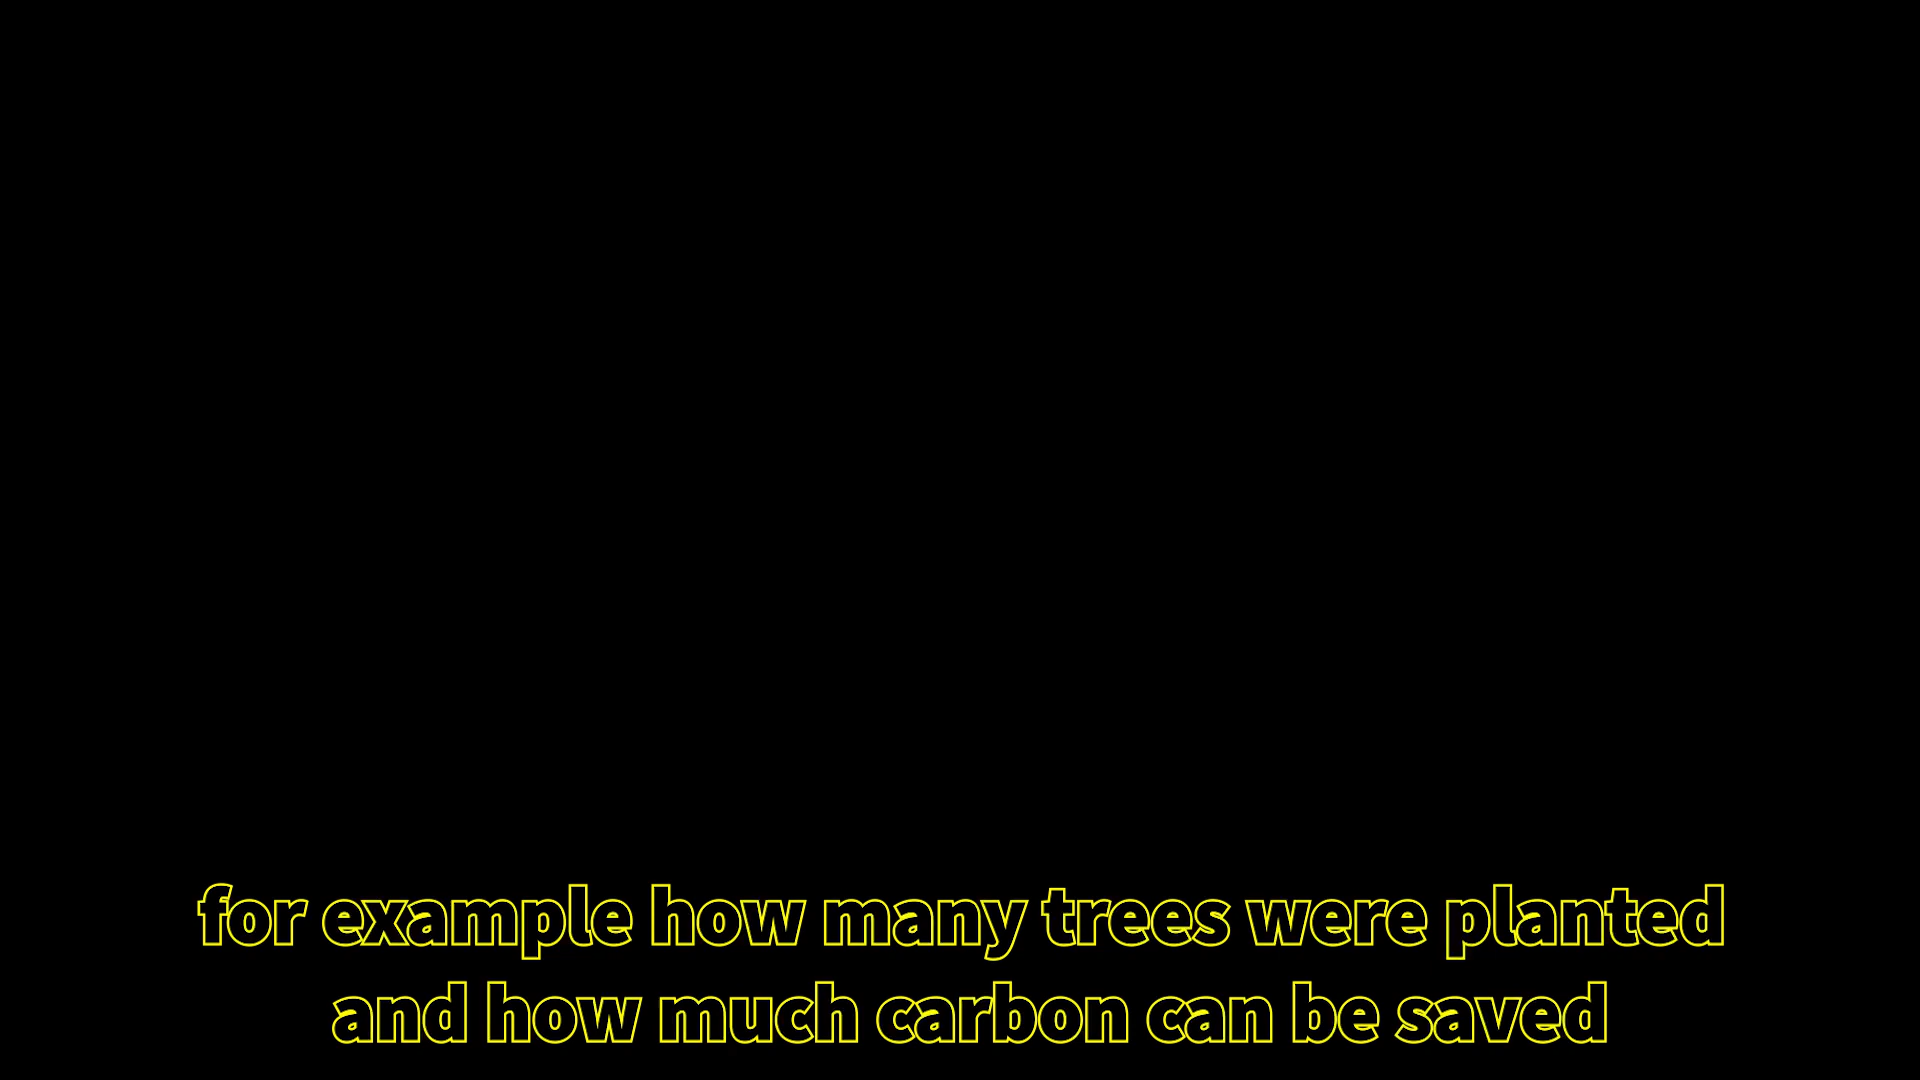 for example how many trees were planted
and how much carbon can be saved